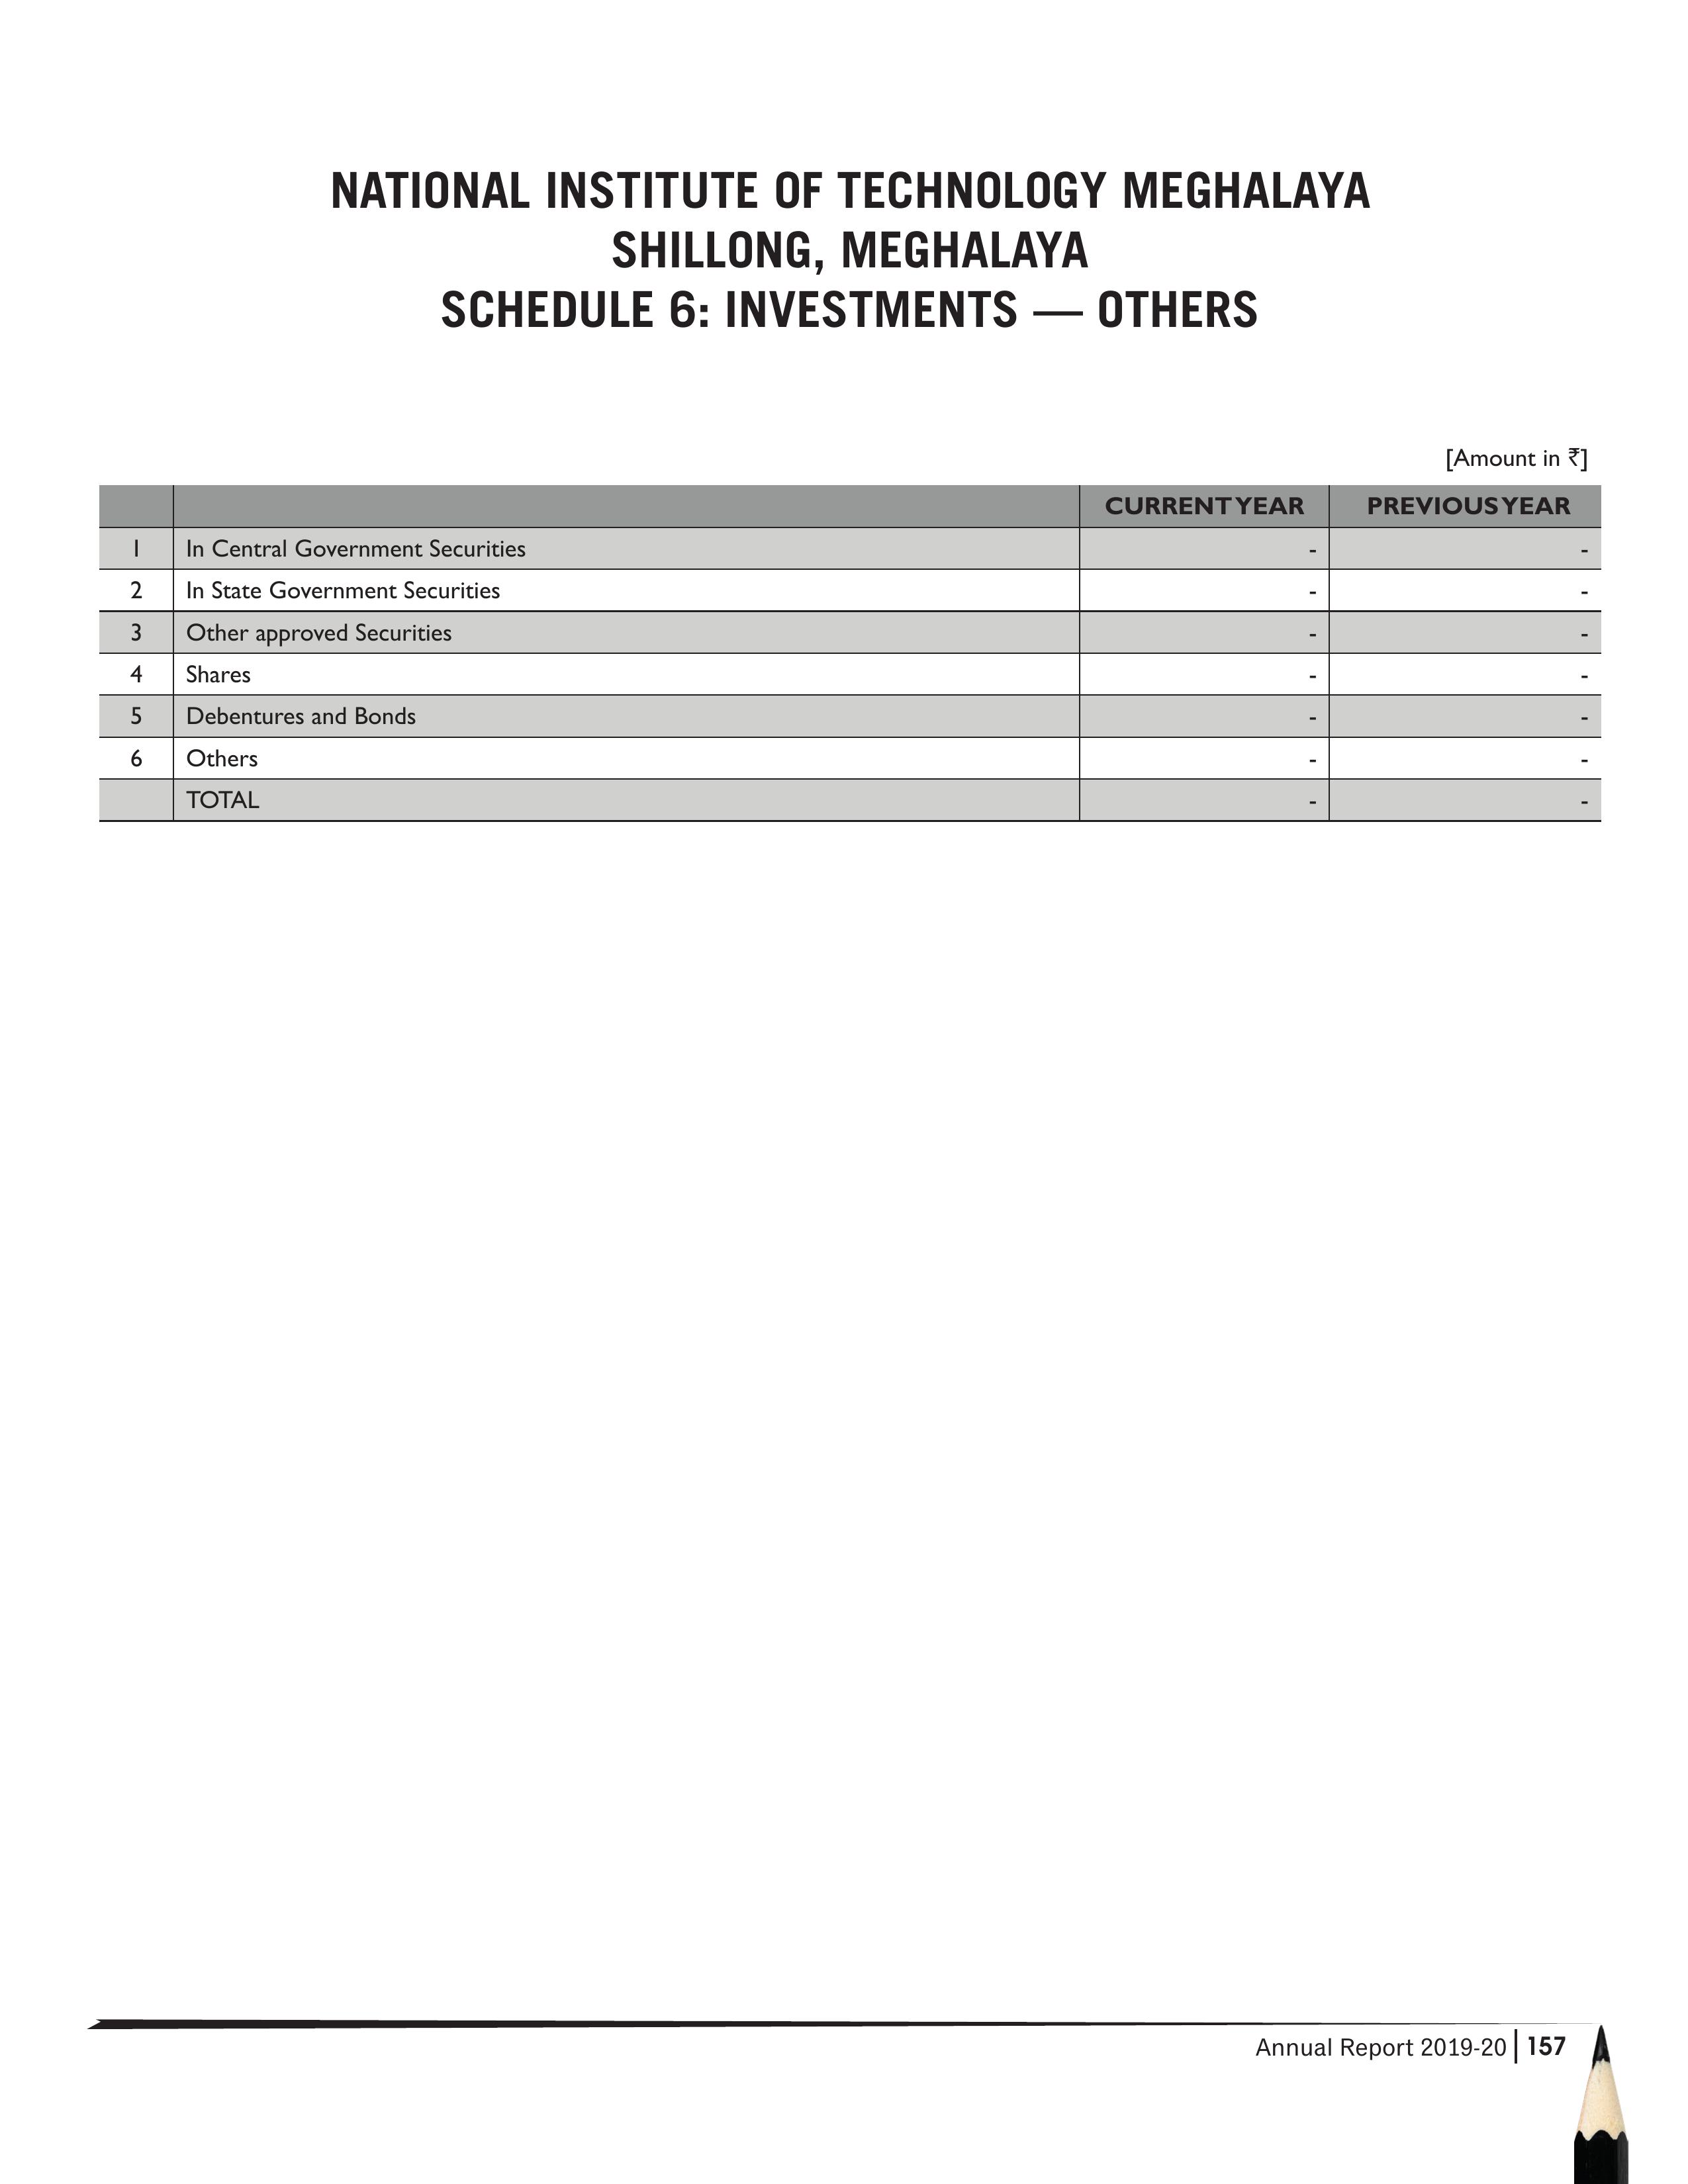 NATIONAL INSTITUTE OF TECHNOLOGY MEGHALAYA
SHILLONG, MEGHALAYA
SCHEDULE 6: INVESTMENTS — OTHERS
[Amount in ₹]
CURRENT YEAR PREVIOUS YEAR
1 In Central Government Securities - -
2 In State Government Securities - -
3 Other approved Securities - -
4 Shares - -
5 Debentures and Bonds - -
6 Others - -
TOTAL - -
Annual Report 2019-20 | 157